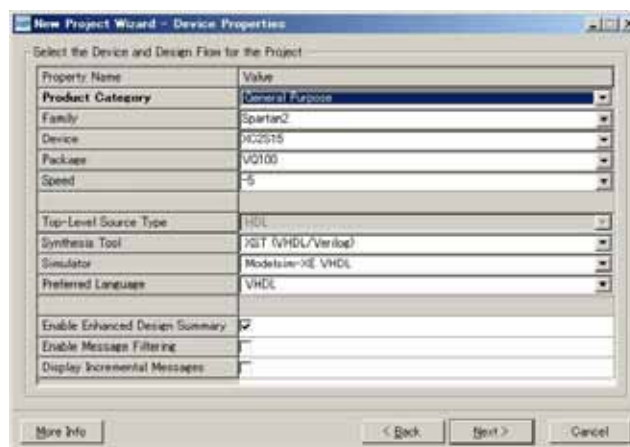 New Project Wizard - Device Properties
Select the Device and Design Flow for the Project
Property Name Value
Product Category General Purpose
Family Spartan2
Device XC2S15
Package VQ100
Speed -5
Top-Level Source Type HDL
Synthesis Tool XST (VHDL/Verilog)
Simulator Modelsim-XE VHDL
Preferred Language VHDL
Enable Enhanced Design Summary
Enable Message Filtering
Display Incremental Messages
More Info < Back Next > Cancel